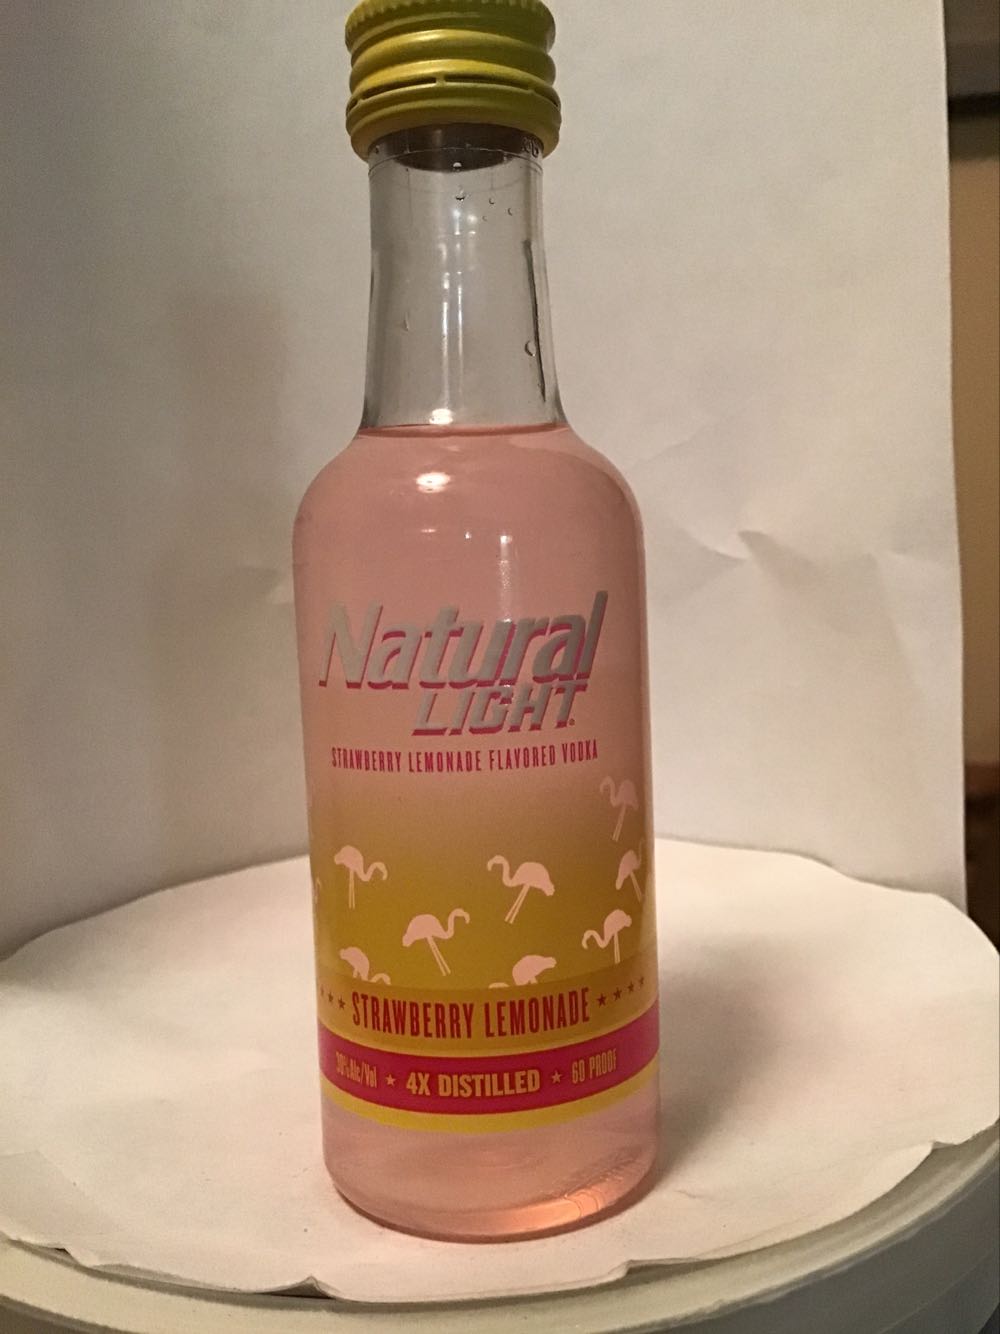 Natural
LIGHT
STRAWBERRY LEMONADE FLAVORED VODKA
STRAWBERRY LEMONADE
30% Alc/Vol ★ 4X DISTILLED ★ 60 PROOF